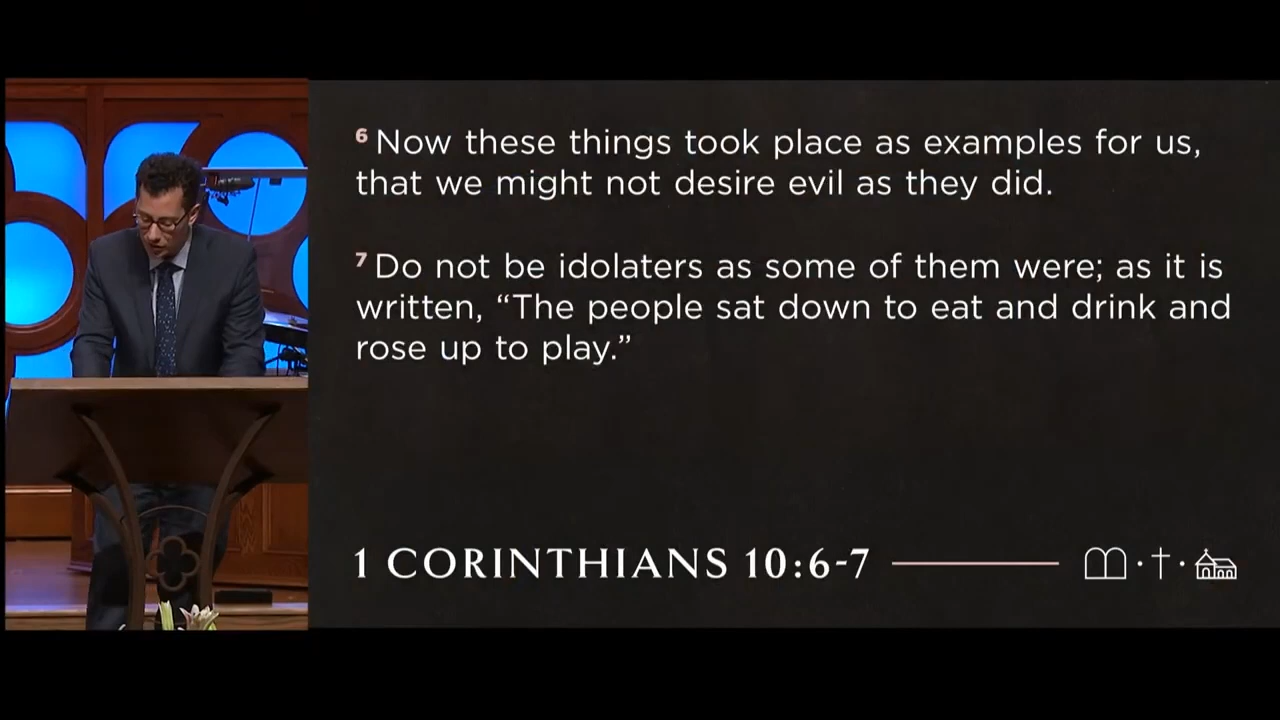 6 Now these things took place as examples for us,
that we might not desire evil as they did.
7 Do not be idolaters as some of them were; as it is
written, “The people sat down to eat and drink and
rose up to play.”
1 CORINTHIANS 10:6-7